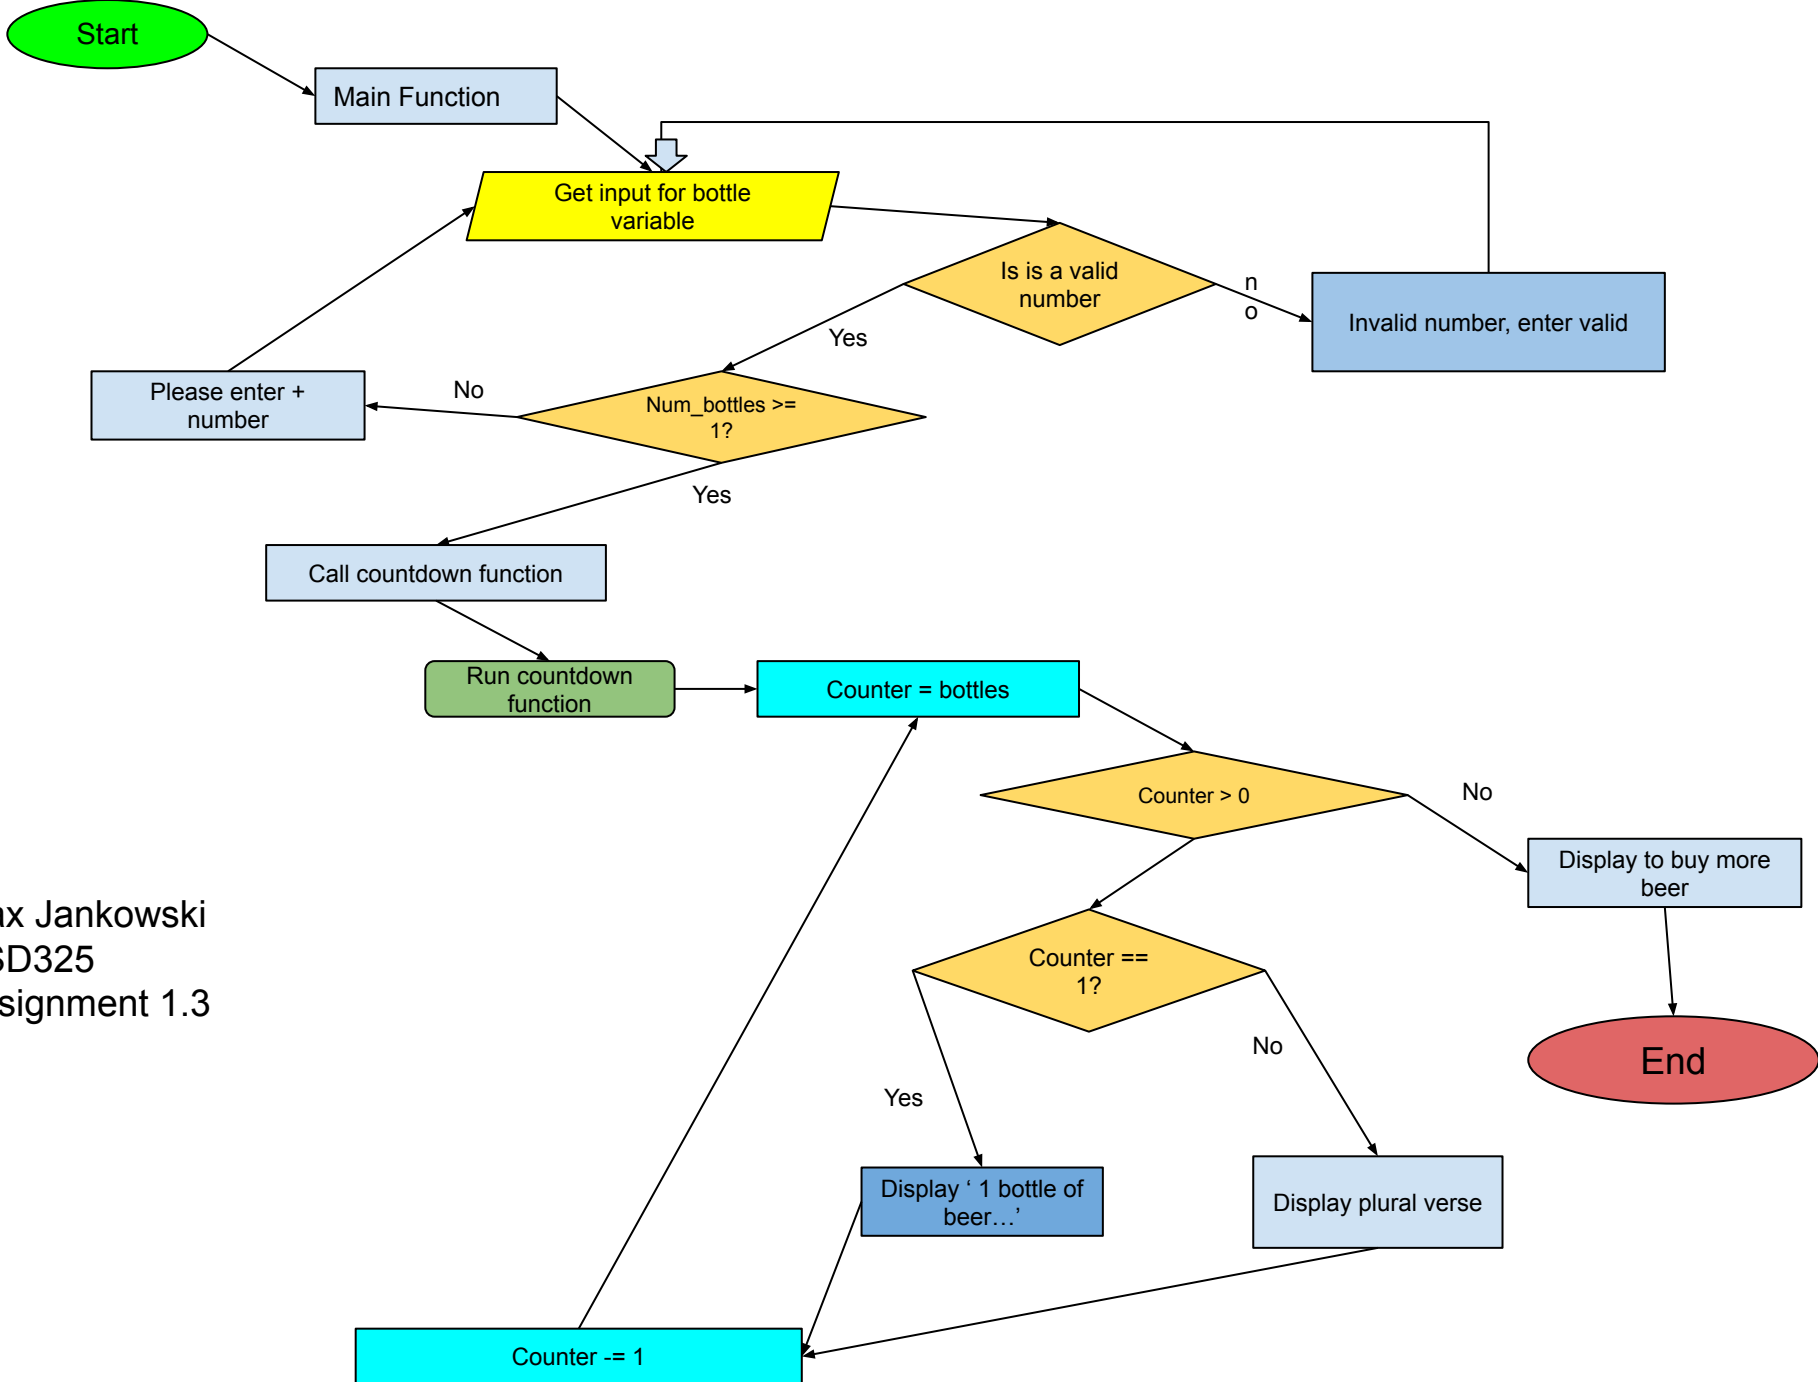 Start
Main Function
Get input for bottle
variable
Is is a valid
number
n
o
Invalid number, enter valid
Yes
Please enter +
number
No
Num_bottles >=
1?
Yes
Call countdown function
Run countdown
function
Counter = bottles
Counter > 0
No
Display to buy more
beer
End
Counter ==
1?
Yes
No
Display ‘ 1 bottle of
beer…’
Display plural verse
Counter -= 1
ax Jankowski
SD325
signment 1.3